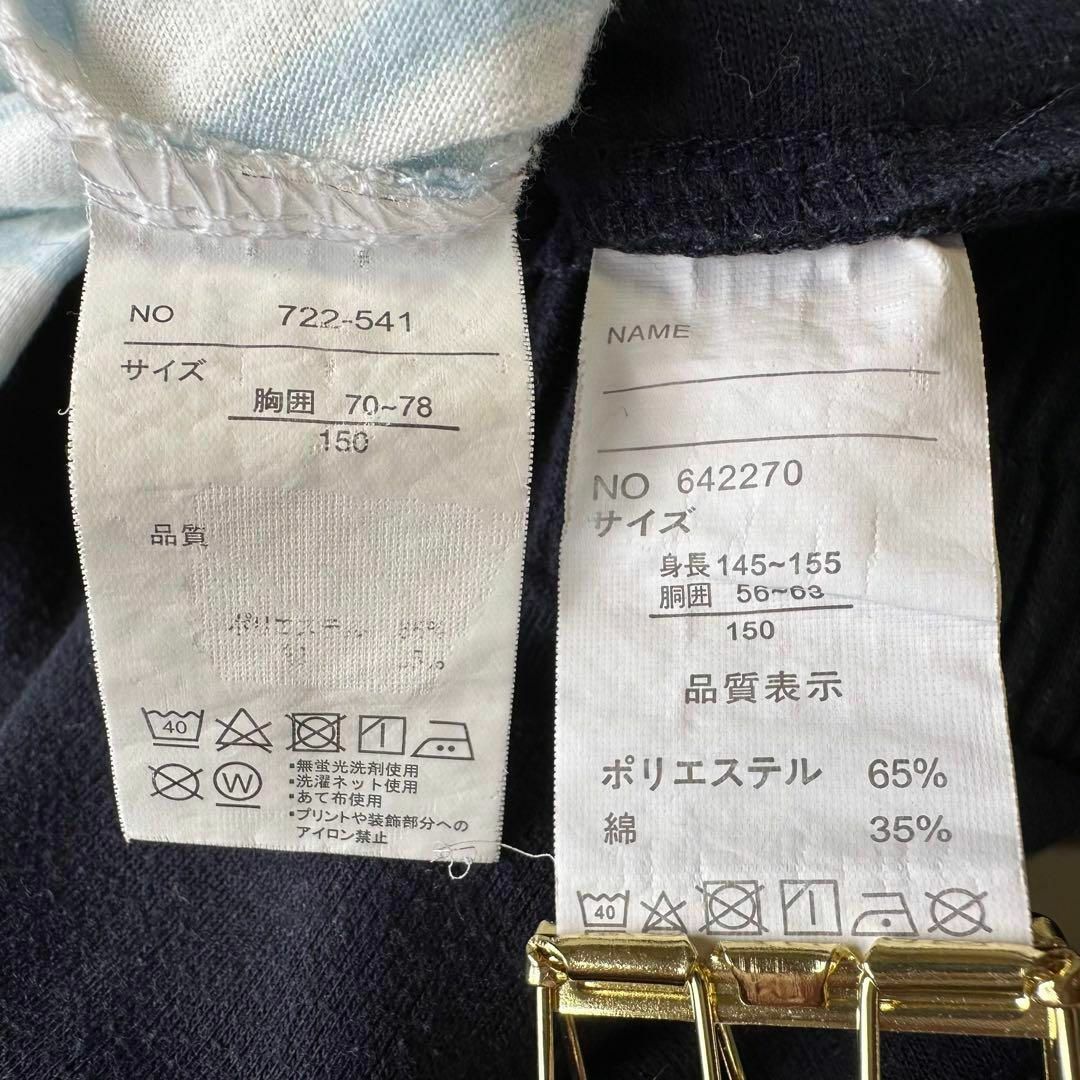 NO 722-541
サイズ
胸囲 70~78
150
品質
40
W
・無蛍光洗剤使用
・洗濯ネット使用
・あて布使用
・プリントや装飾部分への
アイロン禁止
NAME
NO 642270
サイズ
身長 145~155
胴囲 56~63
150
品質表示
ポリエステル 65%
綿 35%
40